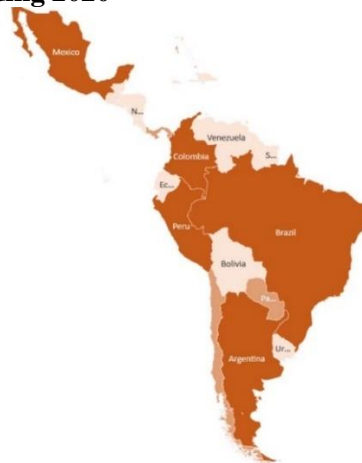 Mexico
N...
Venezuela
S...
Colombia
Ec...
Peru
Brazil
Bolivia
Pa...
Ur...
Argentina